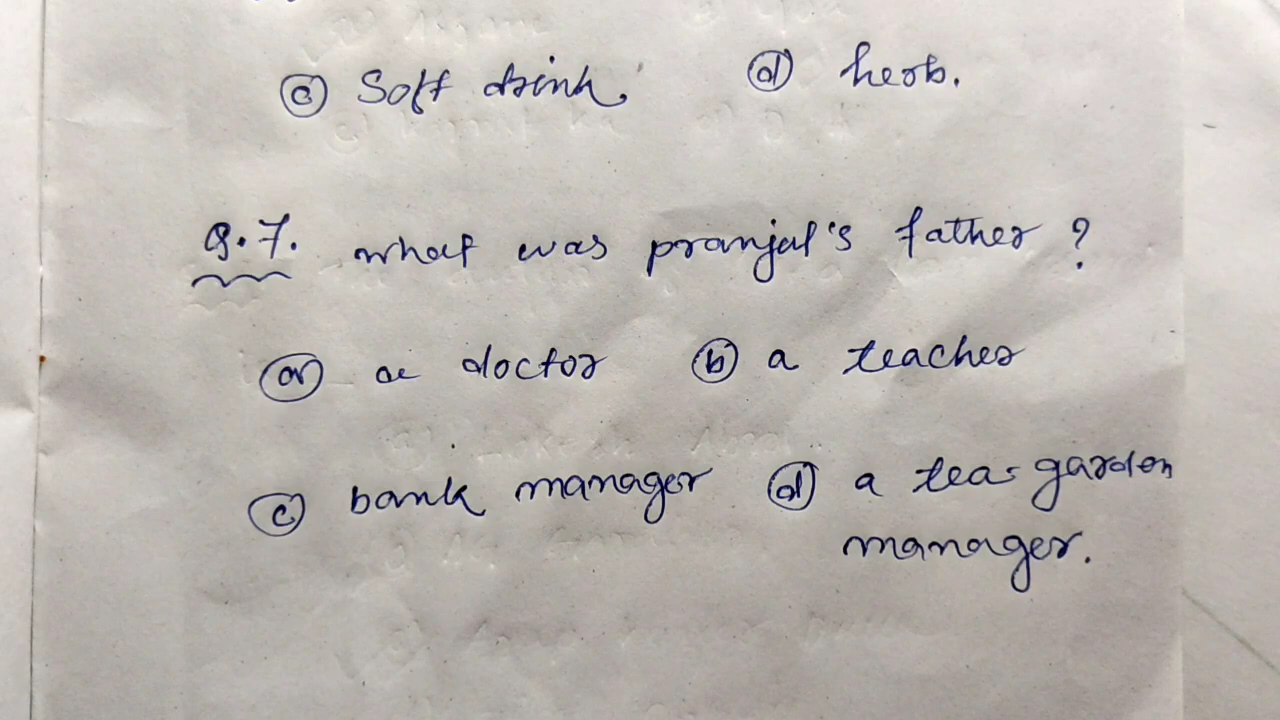 (c) Soft drink. (d) herb.
Q.7. what was pranjal's father ?
(a) a doctor (b) a teacher
(c) bank manager (d) a tea-garden
manager.